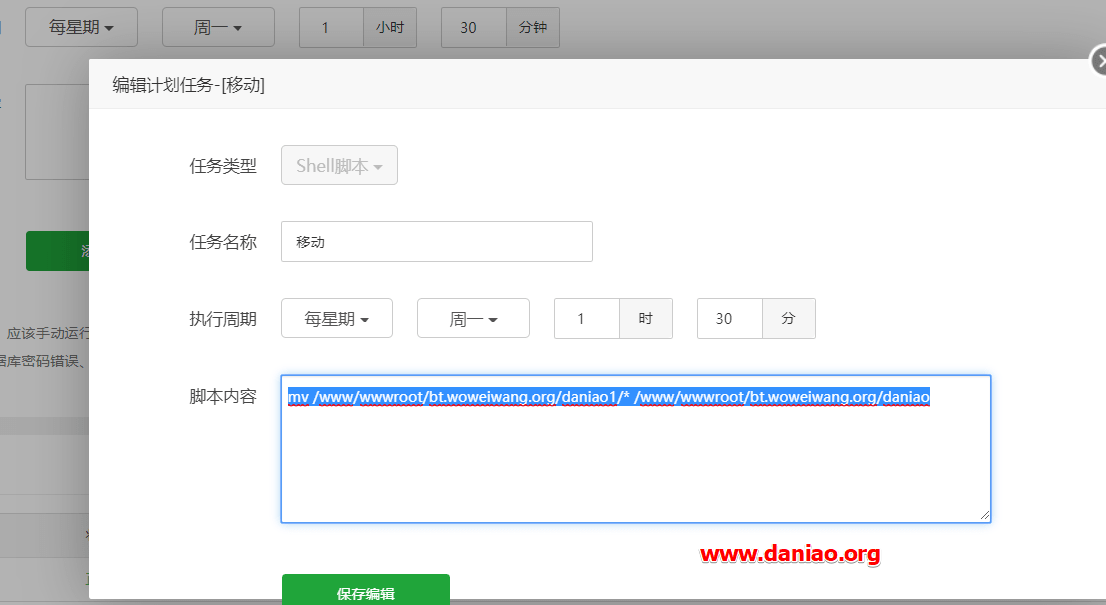 每星期 周一 1 小时 30 分钟
编辑计划任务-[移动]
任务类型 Shell脚本
任务名称 移动
执行周期 每星期 周一 1 时 30 分
应该手动运行
据库密码错误、
脚本内容 mv /www/wwwroot/bt.woweiwang.org/daniao1/* /www/wwwroot/bt.woweiwang.org/daniao
www.daniao.org
保存编辑